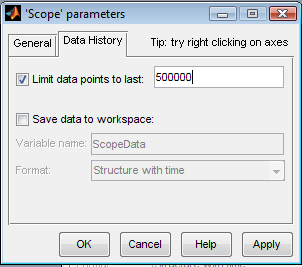 'Scope' parameters
General
Data History
Tip: try right clicking on axes
Limit data points to last:
500000
Save data to workspace:
Variable name:
ScopeData
Format:
Structure with time
OK
Cancel
Help
Apply